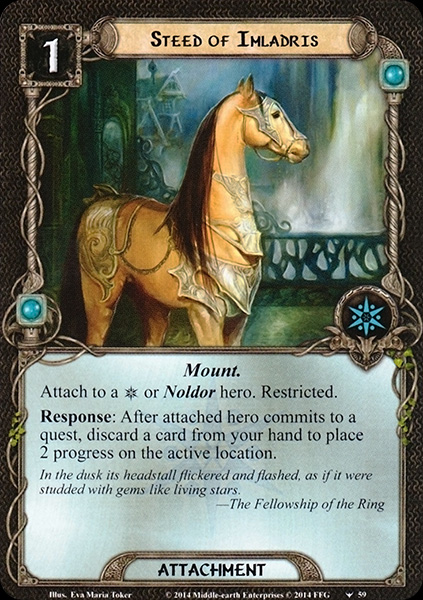 Steed of Imladris
1
Mount.
Attach to a or Noldor hero. Restricted.
Response: After attached hero commits to a
quest, discard a card from your hand to place
2 progress on the active location.
In the dusk its headstall flickered and flashed, as if it were
studded with gems like living stars.
—The Fellowship of the Ring
ATTACHMENT
Illus. Eva Maria Toker © 2014 Middle-earth Enterprises © 2014 FFG 59